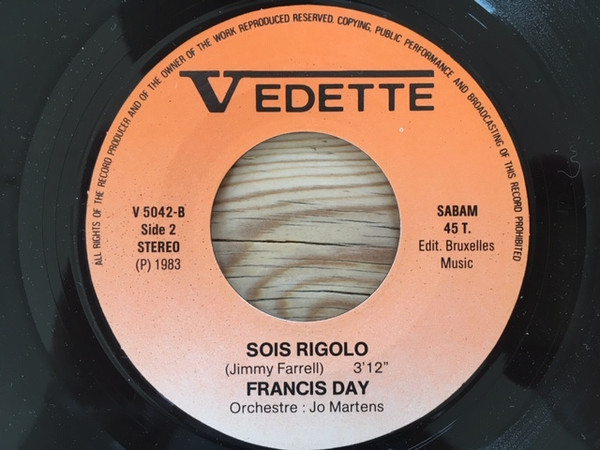 ALL RIGHTS OF THE RECORD PRODUCER AND OF THE OWNER OF THE WORK REPRODUCED RESERVED. COPYING, PUBLIC PERFORMANCE AND BROADCASTING OF THIS RECORD PROHIBITED
VEDETTE
V 5042-B
Side 2
STEREO
(P) 1983
SABAM
45 T.
Edit. Bruxelles
Music
SOIS RIGOLO
(Jimmy Farrell) 3'12"
FRANCIS DAY
Orchestre : Jo Martens